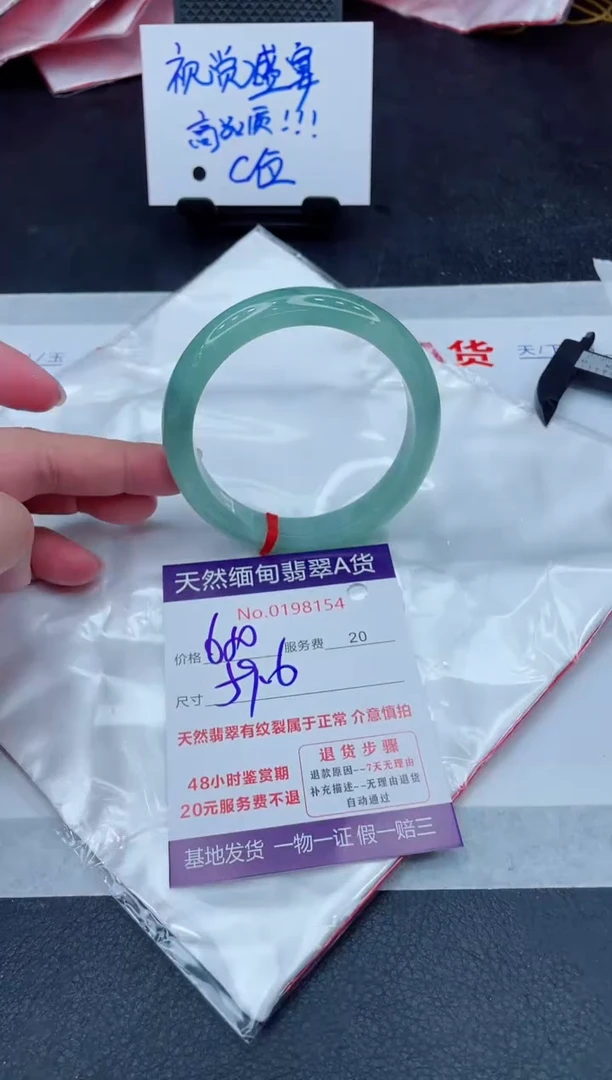 视觉盛宴
高品质!!!
C位
玉
货
天然缅甸翡翠A货
No.0198154
价格 680 服务费 20
尺寸 59.6
天然翡翠有纹裂属于正常 介意慎拍
48小时鉴赏期
20元服务费不退
退货步骤
退款原因--7天无理由
补充描述--无理由退货
自动通过
基地发货 一物一证 假一赔三